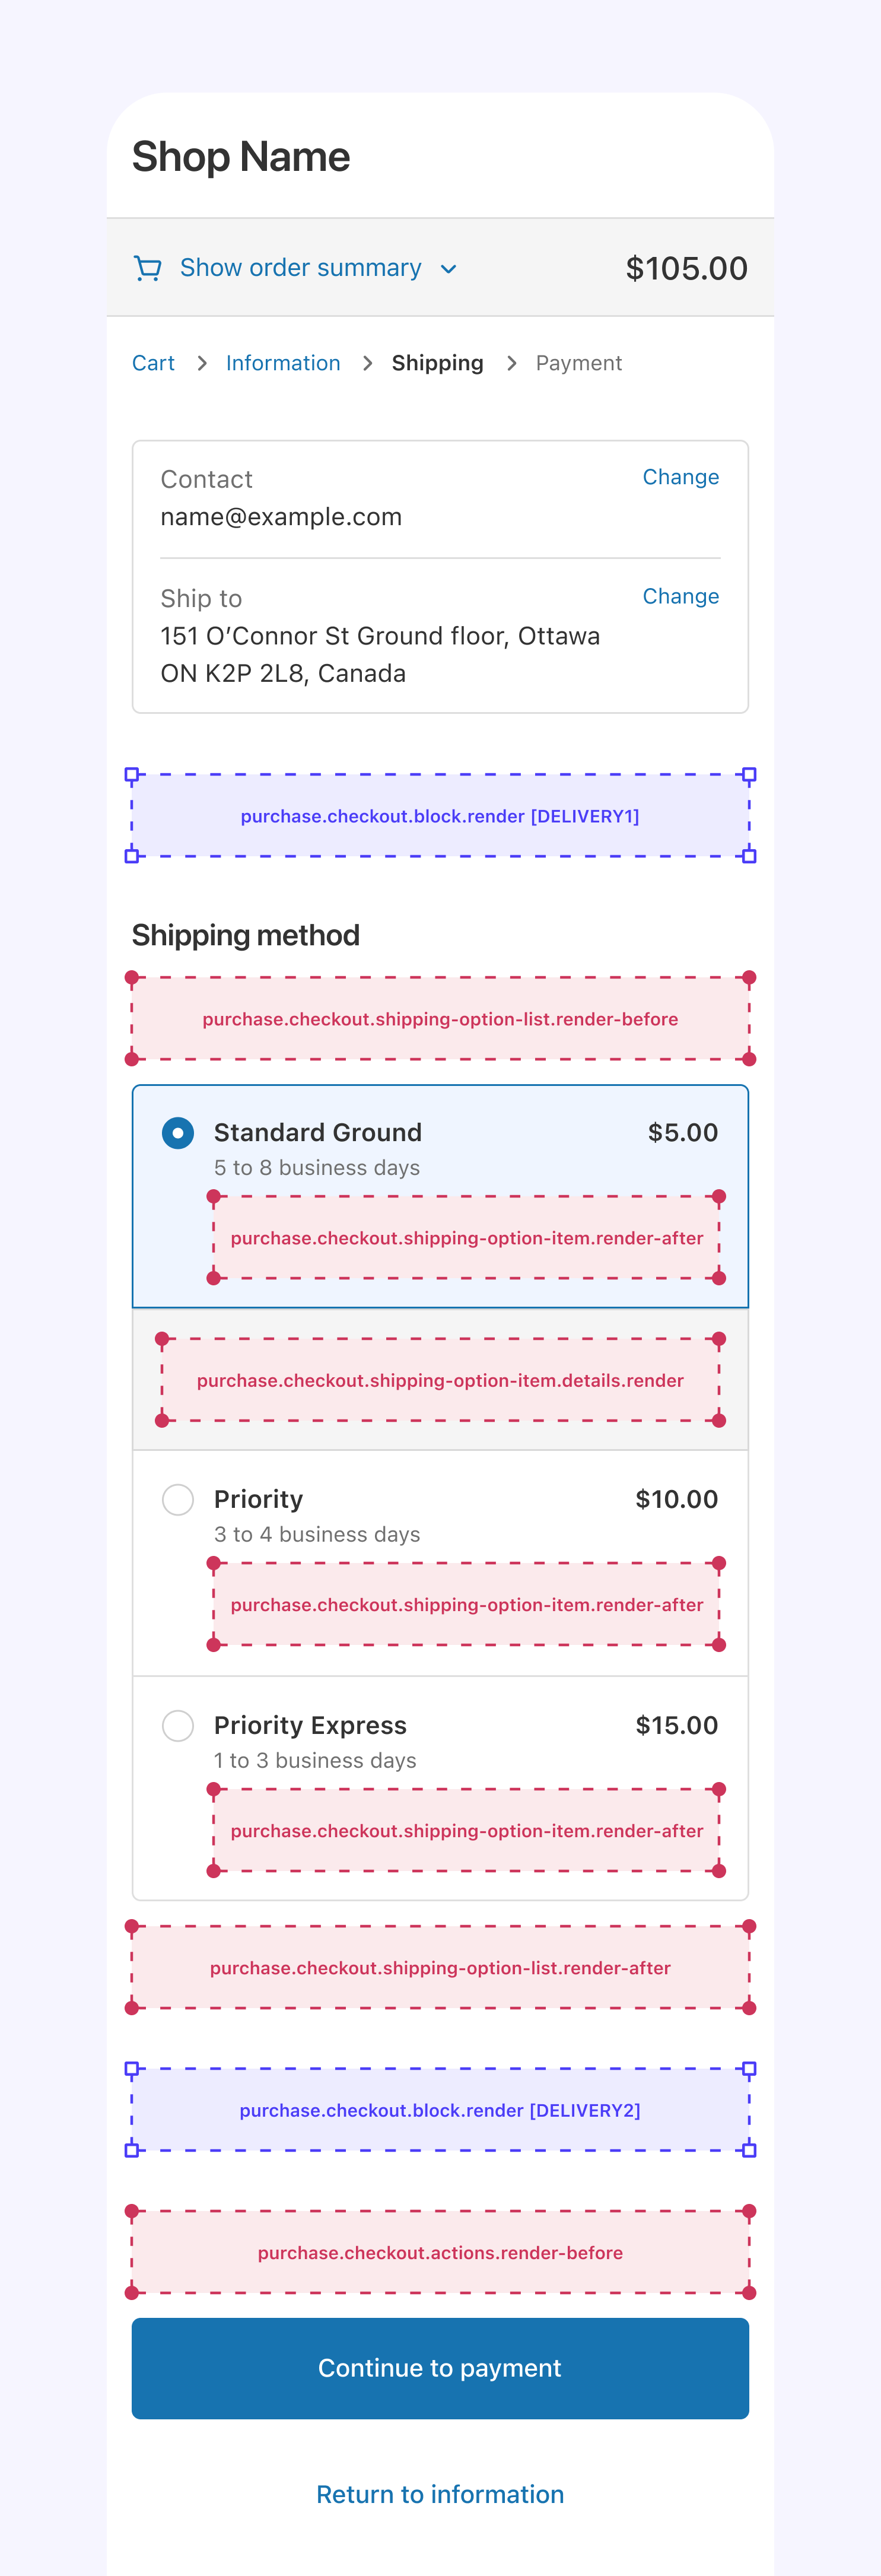 Shop Name
Show order summary
$105.00
Cart > Information > Shipping > Payment
Contact
Change
name@example.com
Ship to
Change
151 O’Connor St Ground floor, Ottawa
ON K2P 2L8, Canada
purchase.checkout.block.render [DELIVERY1]
Shipping method
purchase.checkout.shipping-option-list.render-before
Standard Ground
$5.00
5 to 8 business days
purchase.checkout.shipping-option-item.render-after
purchase.checkout.shipping-option-item.details.render
Priority
$10.00
3 to 4 business days
purchase.checkout.shipping-option-item.render-after
Priority Express
$15.00
1 to 3 business days
purchase.checkout.shipping-option-item.render-after
purchase.checkout.shipping-option-list.render-after
purchase.checkout.block.render [DELIVERY2]
purchase.checkout.actions.render-before
Continue to payment
Return to information